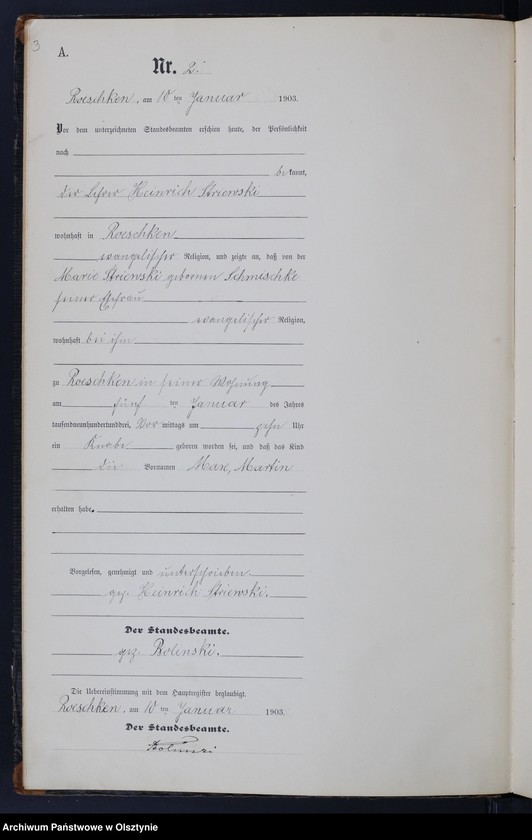 3
A.
Nr. 2.
Roeschken, am 10ten Januar 1903.
Vor dem unterzeichneten Standesbeamten erschien heute, der Persönlichkeit
nach
bekannt,
der Lehrer Heinrich Striewski
wohnhaft in Roeschken
evangelischer Religion, und zeigte an, daß von der
Marie Striewski geborenen Schmischke
seiner Ehefrau
evangelischer Religion,
wohnhaft bei ihm
zu Roeschken in seiner Wohnung
am fünf ten Januar des Jahres
tausendneunhundertunddrei, Vor mittags um zehn Uhr
ein Knabe geboren worden sei, und daß das Kind
die Vornamen Max, Martin
erhalten habe.
Vorgelesen, genehmigt und unterschrieben
gez. Heinrich Striewski.
Der Standesbeamte.
gez. Bolinski.
Die Uebereinstimmung mit dem Hauptregister beglaubigt.
Roeschken, am 10ten Januar 1903.
Der Standesbeamte.
Archiwum Państwowe w Olsztynie